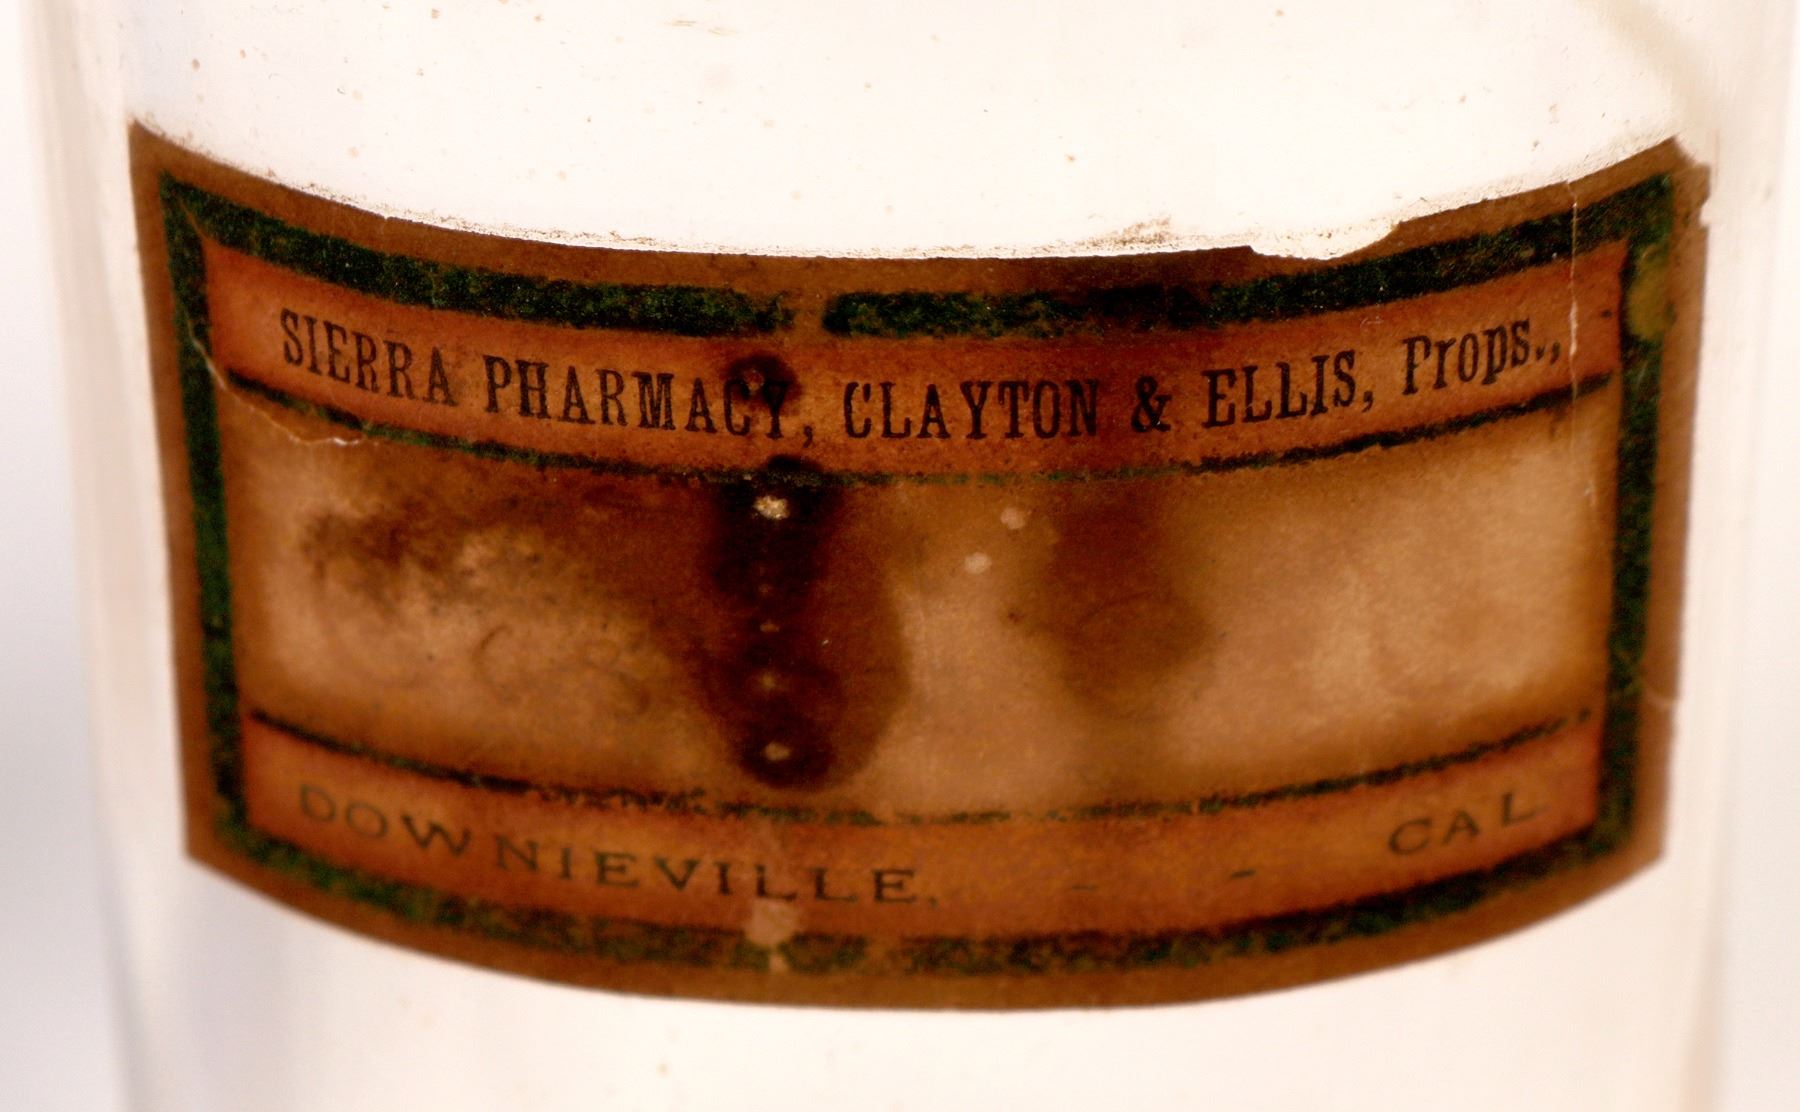 SIERRA PHARMACY, CLAYTON & ELLIS, Props.,
DOWNIEVILLE, - - CAL